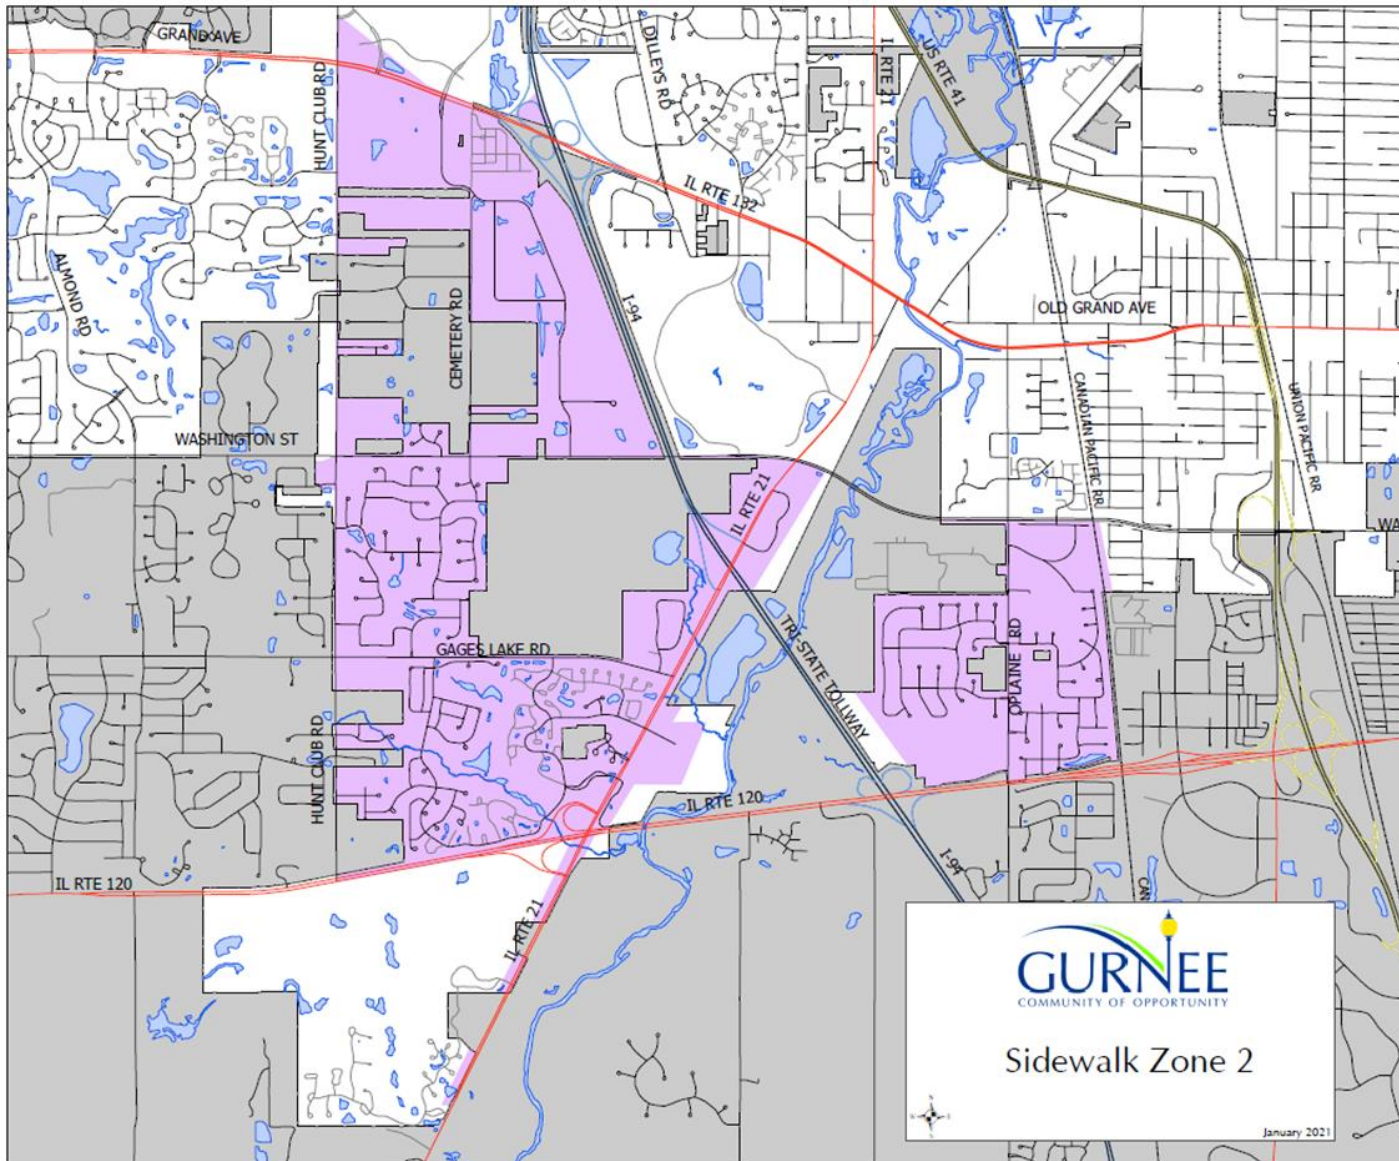 GRAND AVE
HUNT CLUB RD
DILLEYS RD
IL RTE 21
US RTE 41
IL RTE 132
ALMOND RD
CEMETERY RD
I-94
OLD GRAND AVE
CANADIAN PACIFIC RR
UNION PACIFIC RR
WASHINGTON ST
IL RTE 21
WA
GAGES LAKE RD
TRI-STATE TOLLWAY
OPLAINE RD
HUNT CLUB RD
IL RTE 120
I-94
CAN
IL RTE 120
IL RTE 21
GURNEE
COMMUNITY OF OPPORTUNITY
Sidewalk Zone 2
N
January 2021